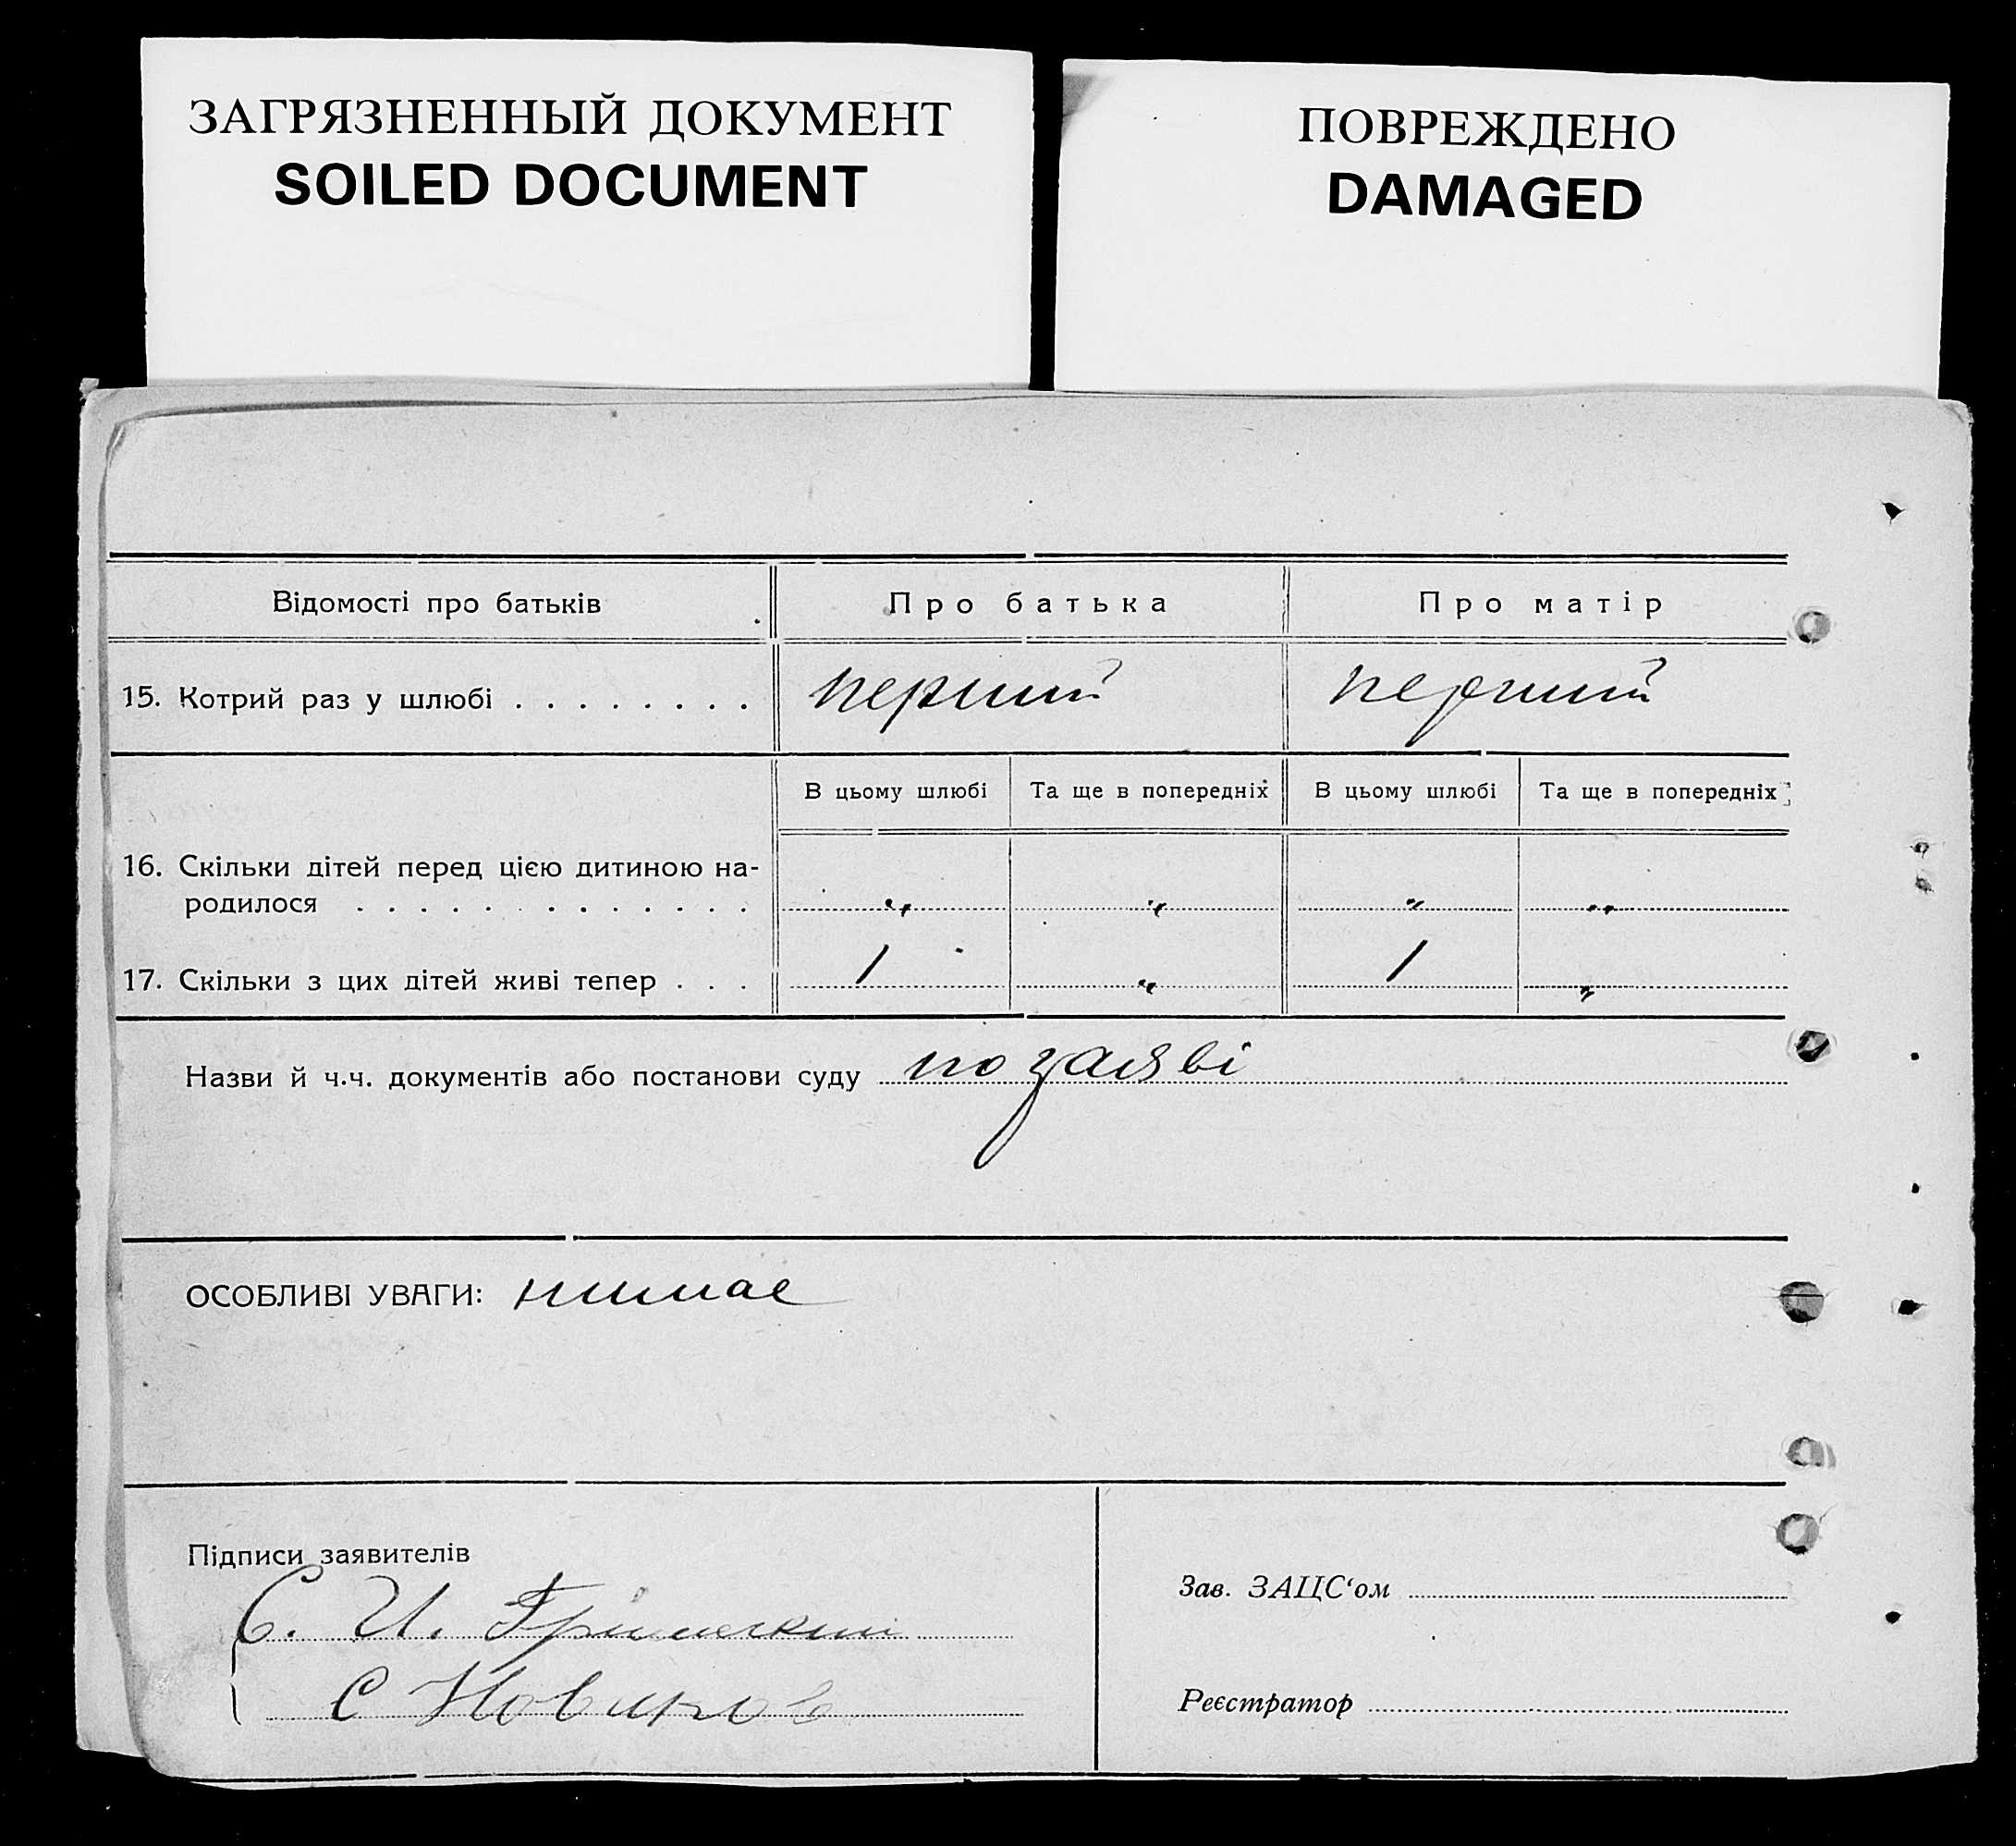 ЗАГРЯЗНЕННЫЙ ДОКУМЕНТ
SOILED DOCUMENT
ПОВРЕЖДЕНО
DAMAGED
Відомості про батьків Про батька Про матір
15. Котрий раз у шлюбі . . . . . . . . перший перший
В цьому шлюбі Та ще в попередніх В цьому шлюбі Та ще в попередніх
16. Скільки дітей перед цією дитиною на-
родилося . . . . . . . . . . . . . „ „ „ „
17. Скільки з цих дітей живі тепер . . . 1 „ 1 „
Назви й ч.ч. документів або постанови суду по заяві
ОСОБЛИВІ УВАГИ: нимає
Підписи заявителів
С. И.
С Новиков
Зав. ЗАЦС‘ом
Реєстратор